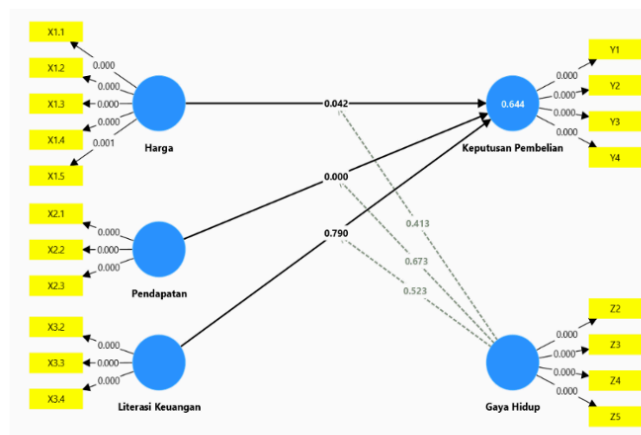 X1.1
X1.2
X1.3
X1.4
X1.5
0.000
0.000
0.000
0.000
0.001
Harga
X2.1
X2.2
X2.3
0.000
0.000
0.000
Pendapatan
X3.2
X3.3
X3.4
0.000
0.000
0.000
Literasi Keuangan
0.042
0.000
0.790
0.413
0.673
0.523
0.644
Keputusan Pembelian
0.000
0.000
0.000
0.000
Y1
Y2
Y3
Y4
Gaya Hidup
0.000
0.000
0.000
0.000
Z2
Z3
Z4
Z5